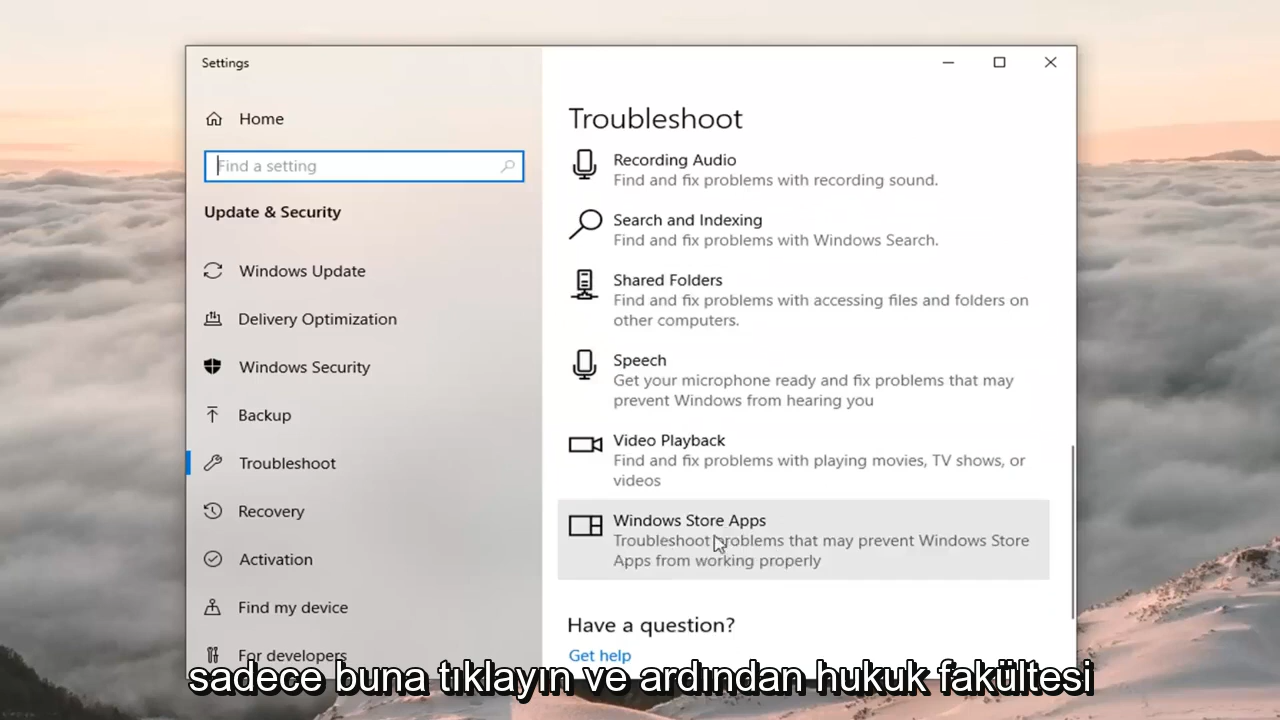 Settings
Home
Find a setting
Update & Security
Windows Update
Delivery Optimization
Windows Security
Backup
Troubleshoot
Recovery
Activation
Find my device
For developers
Troubleshoot
Recording Audio
Find and fix problems with recording sound.
Search and Indexing
Find and fix problems with Windows Search.
Shared Folders
Find and fix problems with accessing files and folders on
other computers.
Speech
Get your microphone ready and fix problems that may
prevent Windows from hearing you
Video Playback
Find and fix problems with playing movies, TV shows, or
videos
Windows Store Apps
Troubleshoot problems that may prevent Windows Store
Apps from working properly
Have a question?
Get help
sadece buna tıklayın ve ardından hukuk fakültesi